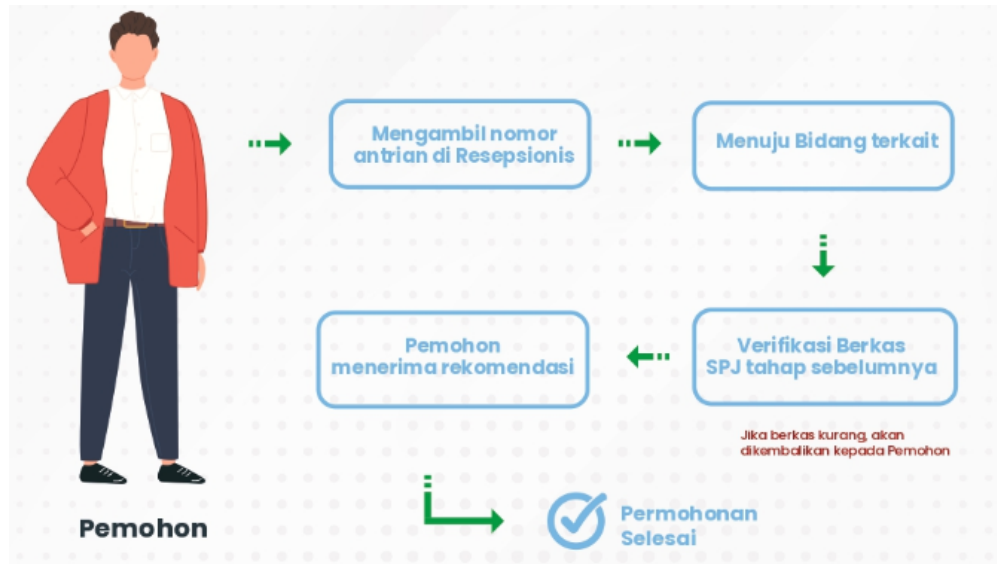 Mengambil nomor
antrian di Resepsionis
Menuju Bidang terkait
Verifikasi Berkas
SPJ tahap sebelumnya
Jika berkas kurang, akan
dikembalikan kepada Pemohon
Pemohon
menerima rekomendasi
Permohonan
Selesai
Pemohon